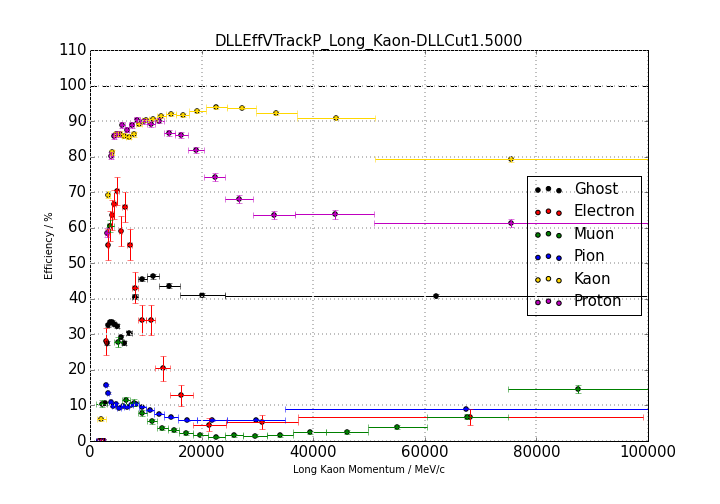 DLLEffVTrackP_Long_Kaon-DLLCut1.5000
110
100
90
80
70
60
50
40
30
20
10
0
Efficiency / %
Ghost
Electron
Muon
Pion
Kaon
Proton
0 20000 40000 60000 80000 100000
Long Kaon Momentum / MeV/c